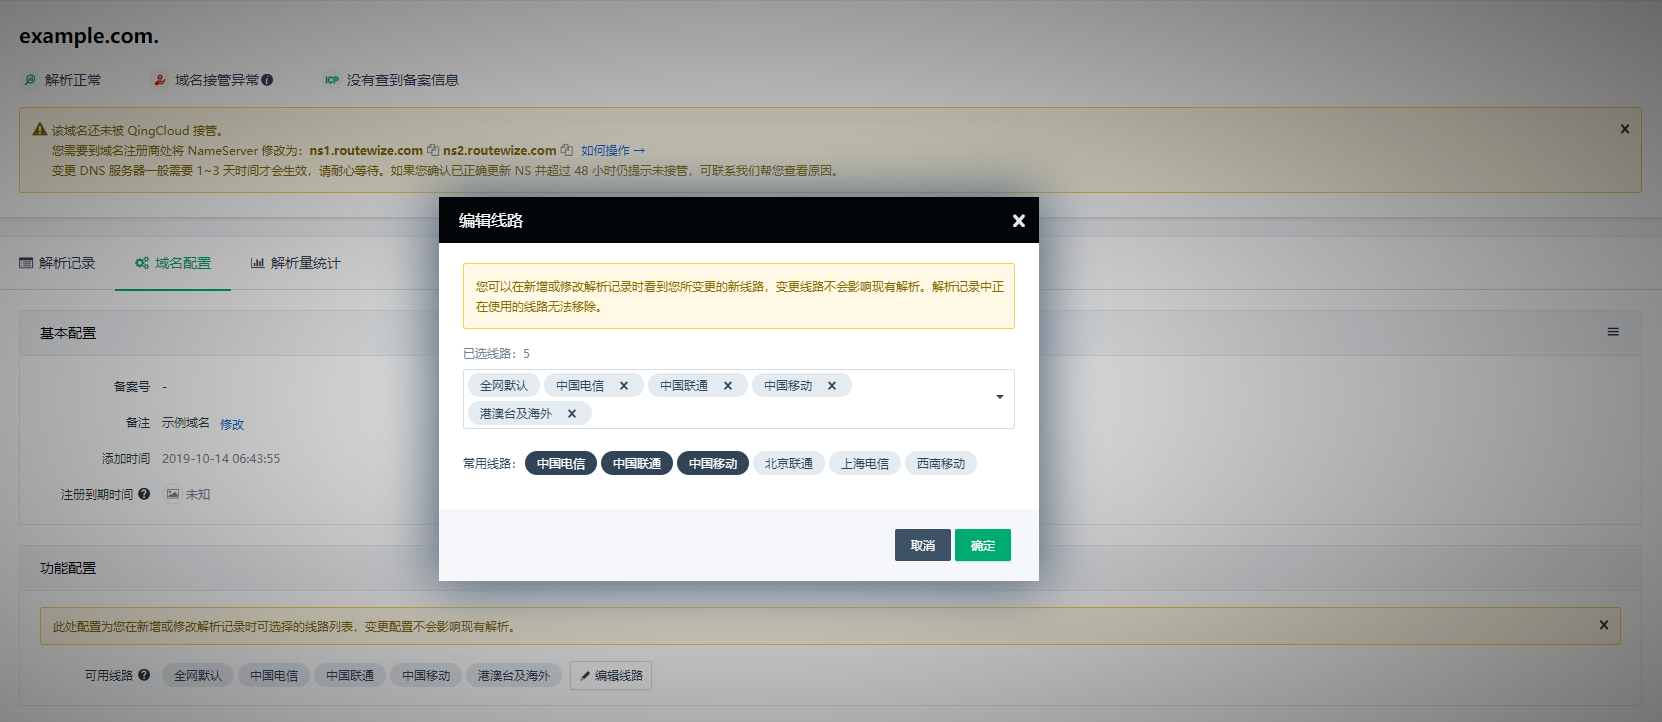 example.com.
解析正常 域名接管异常 ICP 没有查到备案信息
该域名还未被 QingCloud 接管。
您需要到域名注册商处将 NameServer 修改为: ns1.routewize.com ns2.routewize.com 如何操作 →
变更 DNS 服务器一般需要 1~3 天时间才会生效，请耐心等待。如果您确认已正确更新 NS 并超过 48 小时仍提示未接管，可联系我们帮您查看原因。
解析记录 域名配置 解析量统计
基本配置
备案号 -
备注 示例域名 修改
添加时间 2019-10-14 06:43:55
注册到期时间 未知
功能配置
此处配置为您在新增或修改解析记录时可选择的线路列表，变更配置不会影响现有解析。
可用线路 全网默认 中国电信 中国联通 中国移动 港澳台及海外 编辑线路
编辑线路
您可以在新增或修改解析记录时看到您所变更的新线路，变更线路不会影响现有解析。解析记录中正
在使用的线路无法移除。
已选线路：5
全网默认 中国电信 中国联通 中国移动
港澳台及海外
常用线路： 中国电信 中国联通 中国移动 北京联通 上海电信 西南移动
取消 确定